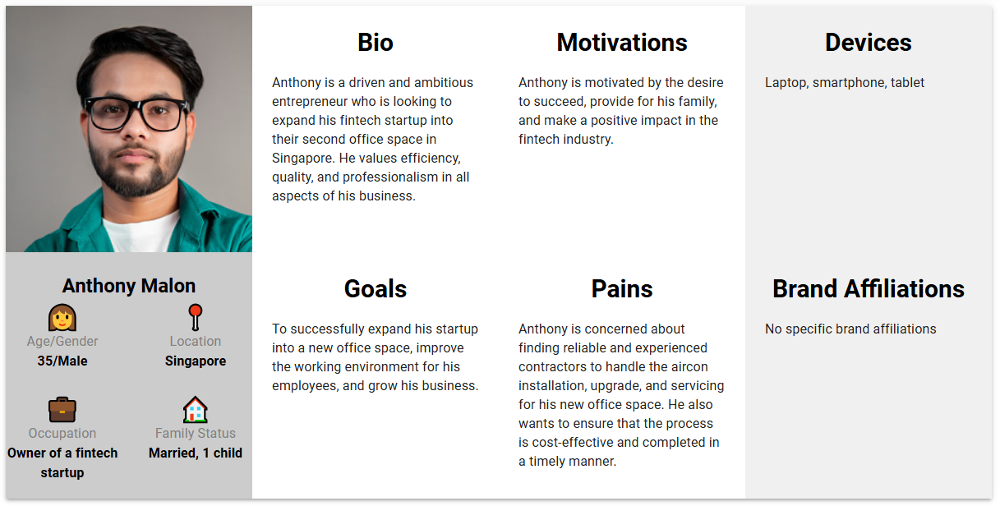 Bio
Anthony is a driven and ambitious
entrepreneur who is looking to
expand his fintech startup into
their second office space in
Singapore. He values efficiency,
quality, and professionalism in all
aspects of his business.
Motivations
Anthony is motivated by the desire
to succeed, provide for his family,
and make a positive impact in the
fintech industry.
Devices
Laptop, smartphone, tablet
Anthony Malon
Age/Gender
35/Male
Location
Singapore
Occupation
Owner of a fintech
startup
Family Status
Married, 1 child
Goals
To successfully expand his startup
into a new office space, improve
the working environment for his
employees, and grow his business.
Pains
Anthony is concerned about
finding reliable and experienced
contractors to handle the aircon
installation, upgrade, and servicing
for his new office space. He also
wants to ensure that the process
is cost-effective and completed in
a timely manner.
Brand Affiliations
No specific brand affiliations